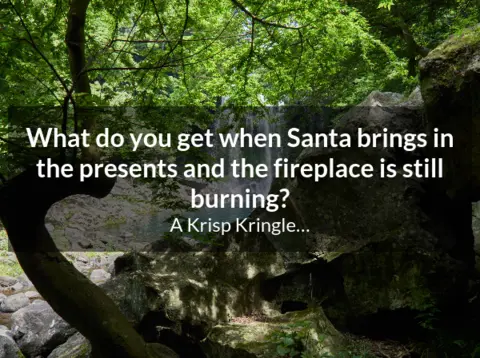 What do you get when Santa brings in
the presents and the fireplace is still
burning?
A Krisp Kringle...